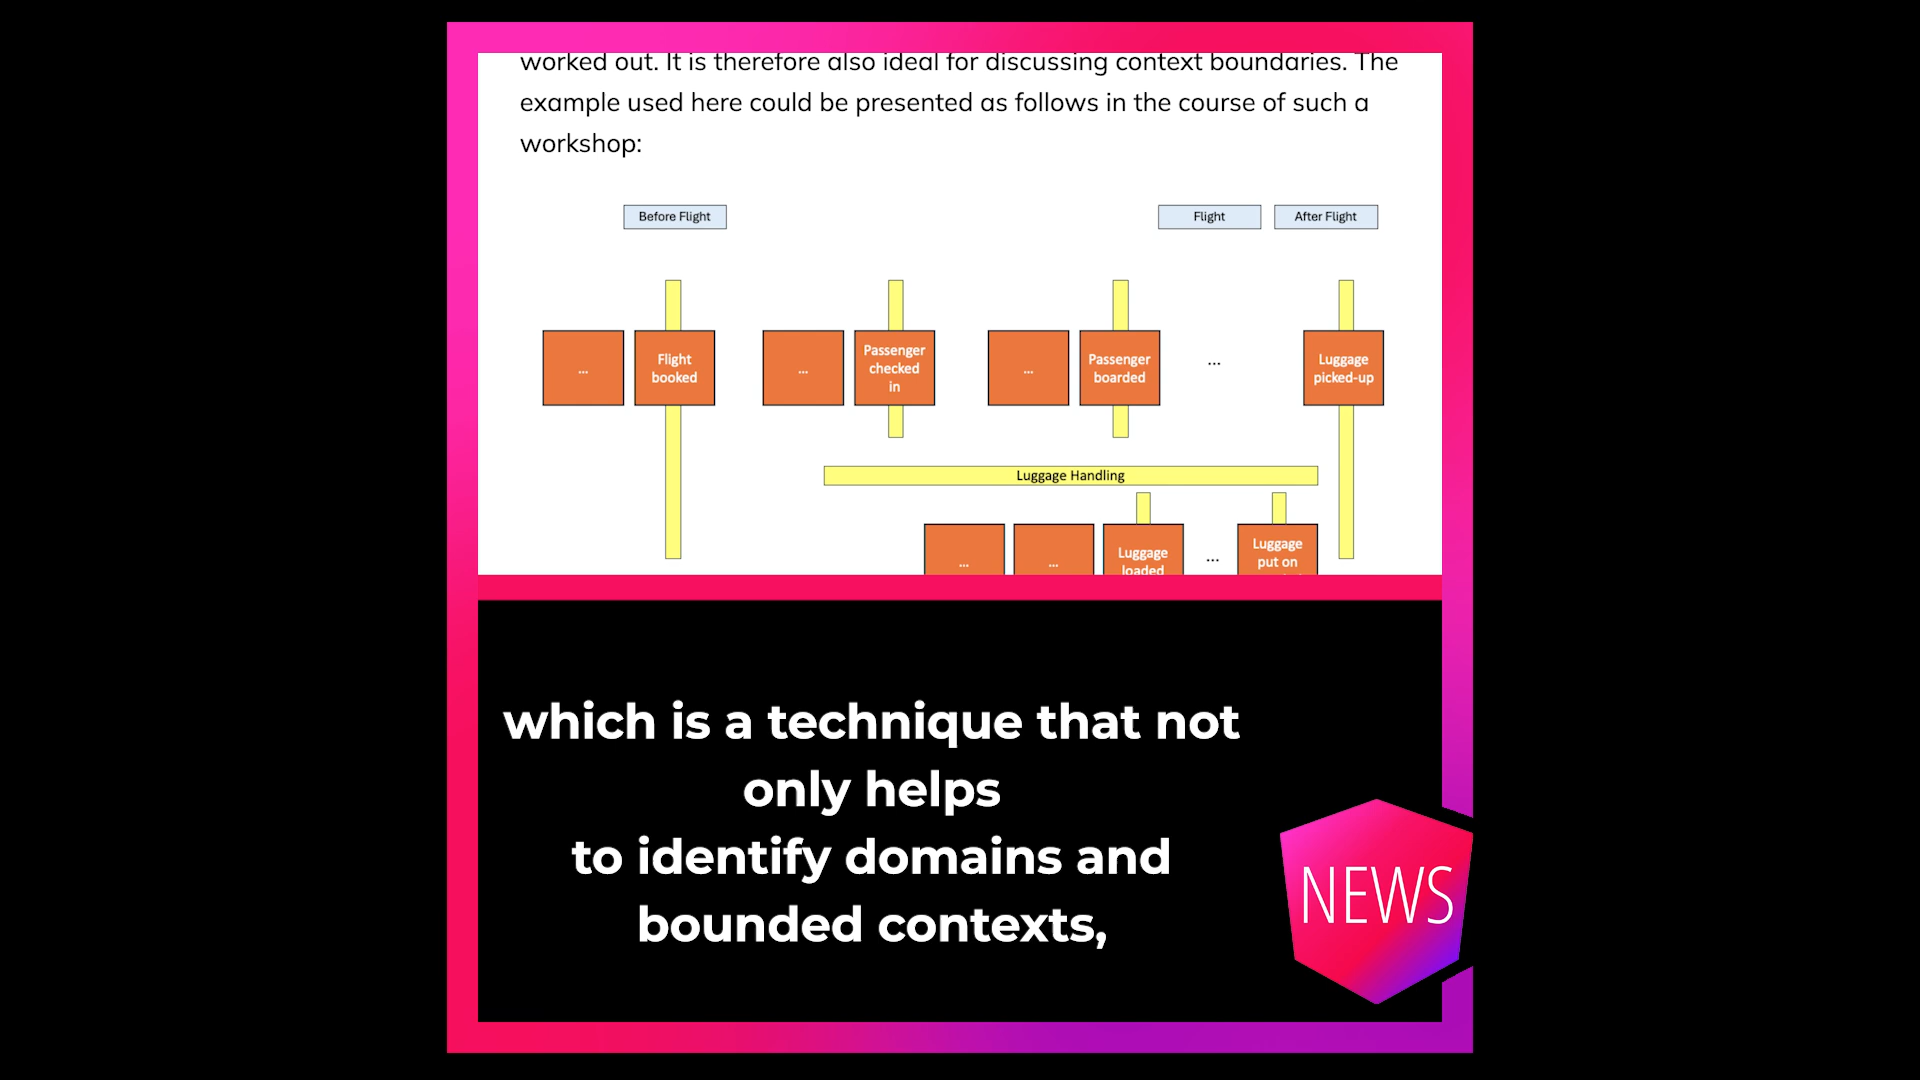 worked out. It is therefore also ideal for discussing context boundaries. The
example used here could be presented as follows in the course of such a
workshop:
Before Flight
Flight
After Flight
...
Flight
booked
...
Passenger
checked
in
...
Passenger
boarded
...
Luggage
picked-up
Luggage Handling
...
...
Luggage
loaded
...
Luggage
put on
which is a technique that not
only helps
to identify domains and
bounded contexts,
NEWS